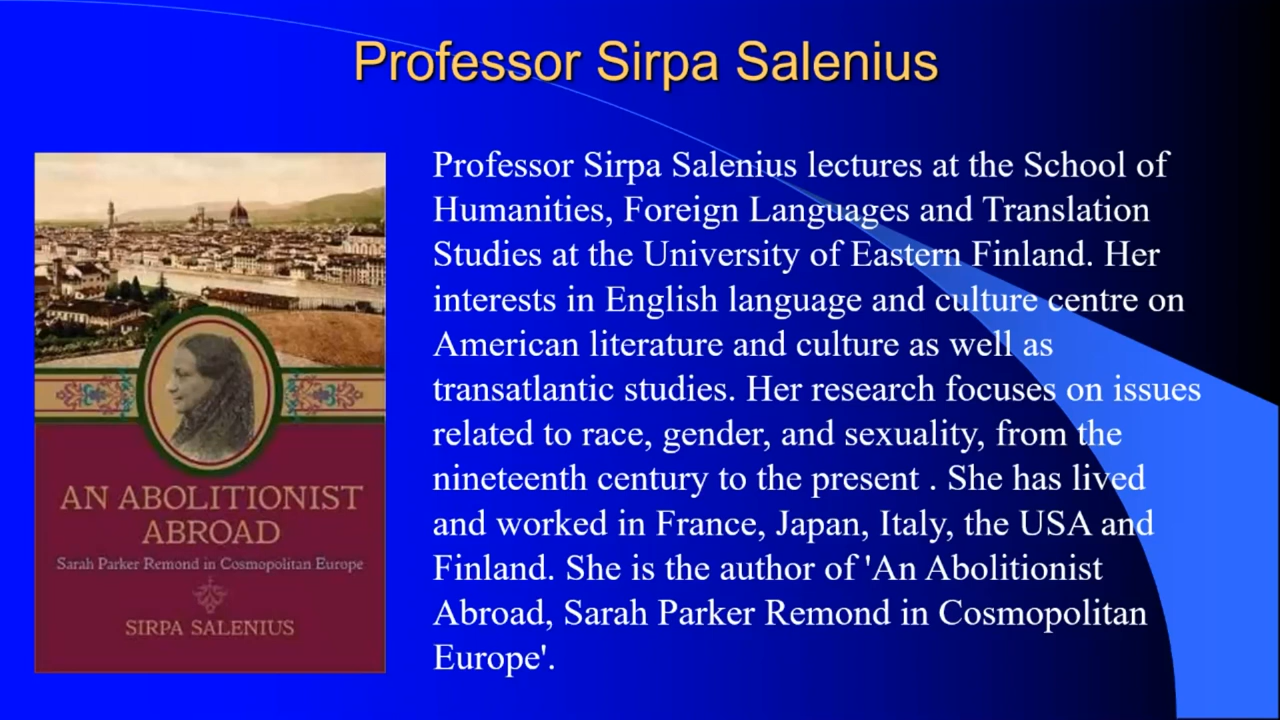 Professor Sirpa Salenius
AN ABOLITIONIST
ABROAD
Sarah Parker Remond in Cosmopolitan Europe
SIRPA SALENIUS
Professor Sirpa Salenius lectures at the School of
Humanities, Foreign Languages and Translation
Studies at the University of Eastern Finland. Her
interests in English language and culture centre on
American literature and culture as well as
transatlantic studies. Her research focuses on issues
related to race, gender, and sexuality, from the
nineteenth century to the present . She has lived
and worked in France, Japan, Italy, the USA and
Finland. She is the author of 'An Abolitionist
Abroad, Sarah Parker Remond in Cosmopolitan
Europe'.